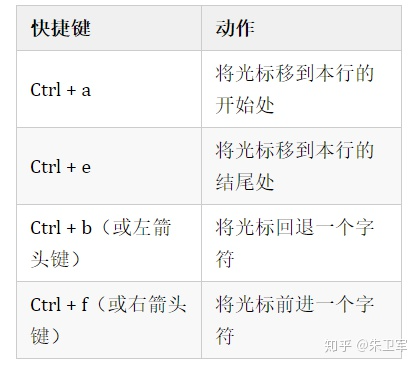 快捷键 动作
Ctrl + a
将光标移到本行的
开始处
Ctrl + e
将光标移到本行的
结尾处
Ctrl + b（或左箭
头键）
将光标回退一个字
符
Ctrl + f（或右箭头
键）
将光标前进一个字
符
知乎 @朱卫军